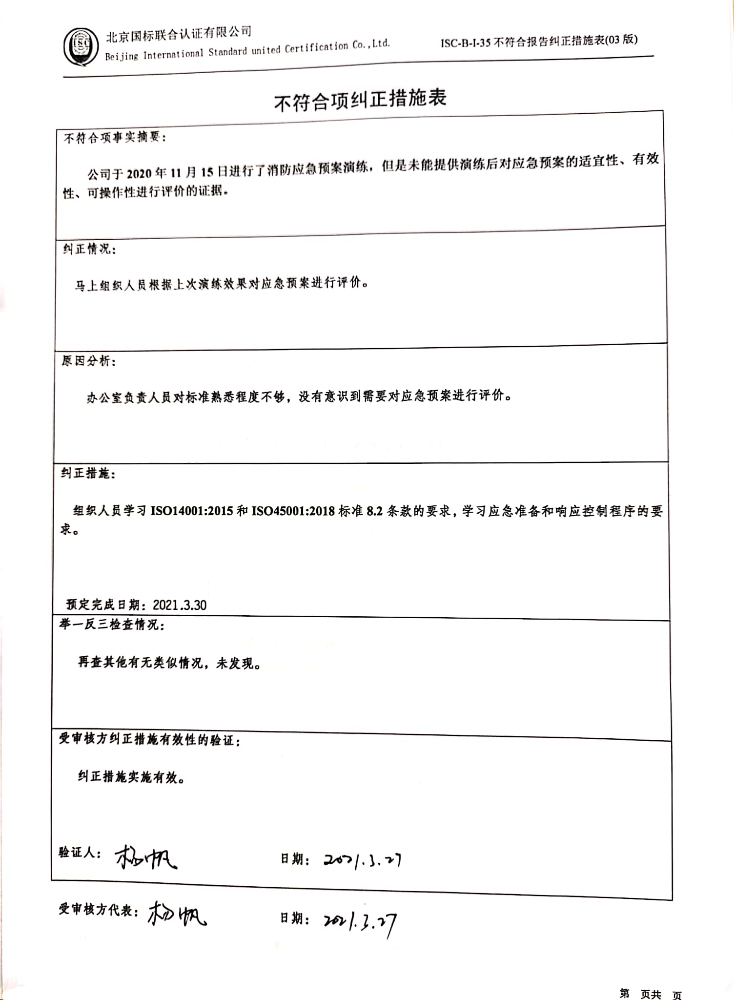 ISC
北京国标联合认证有限公司
Beijing International Standard united Certification Co.,Ltd.
ISC-B-I-35 不符合报告纠正措施表(03 版)
不符合项纠正措施表
不符合项事实摘要：
公司于 2020 年 11 月 15 日进行了消防应急预案演练，但是未能提供演练后对应急预案的适宜性、有效
性、可操作性进行评价的证据。
纠正情况：
马上组织人员根据上次演练效果对应急预案进行评价。
原因分析：
办公室负责人员对标准熟悉程度不够，没有意识到需要对应急预案进行评价。
纠正措施：
组织人员学习 ISO14001:2015 和 ISO45001:2018 标准 8.2 条款的要求，学习应急准备和响应控制程序的要
求。
预定完成日期：2021.3.30
举一反三检查情况：
再查其他有无类似情况，未发现。
受审核方纠正措施有效性的验证：
纠正措施实施有效。
验证人：杨帆 日期：2021.3.27
受审核方代表：杨帆 日期：2021.3.27
第 页共 页